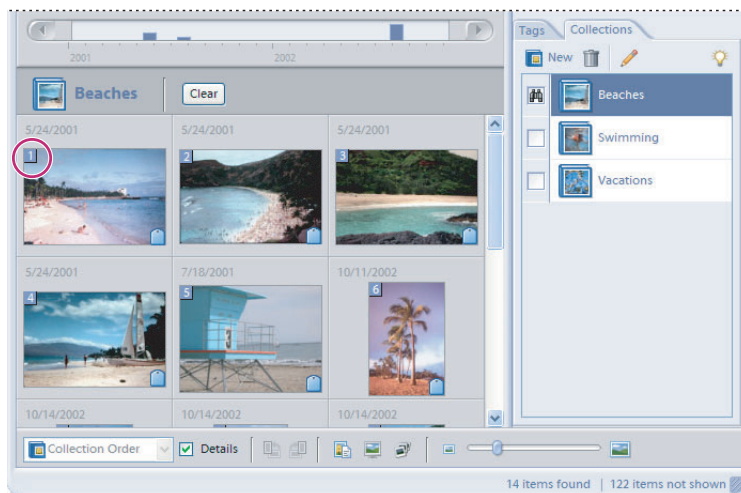 Tags Collections
2001 2002
New
Beaches Clear
Beaches
Swimming
Vacations
5/24/2001 5/24/2001 5/24/2001
1 2 3
5/24/2001 7/18/2001 10/11/2002
4 5 6
3
10/14/2002 10/14/2002 10/14/2002
Collection Order Details
14 items found | 122 items not shown